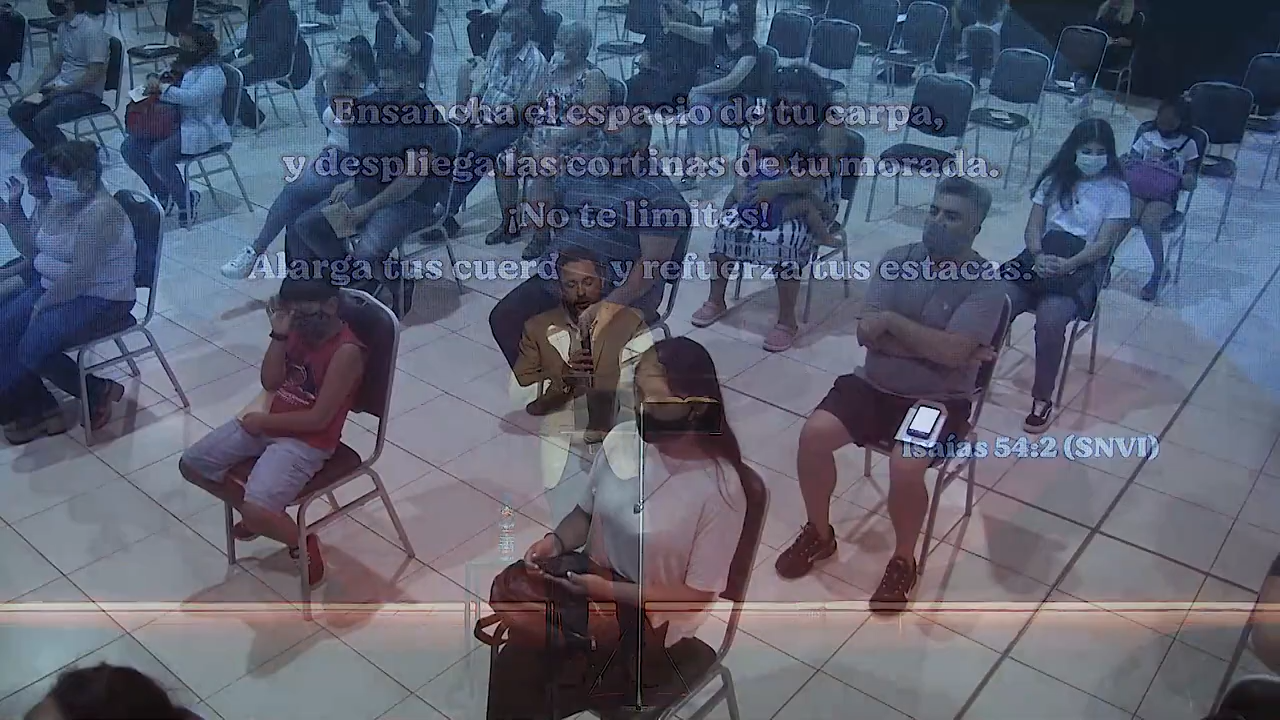 Ensancha el espacio de tu carpa,
y despliega las cortinas de tu morada.
¡No te limites!
Alarga tus cuerdas y refuerza tus estacas.
Isaías 54:2 (SNVI)